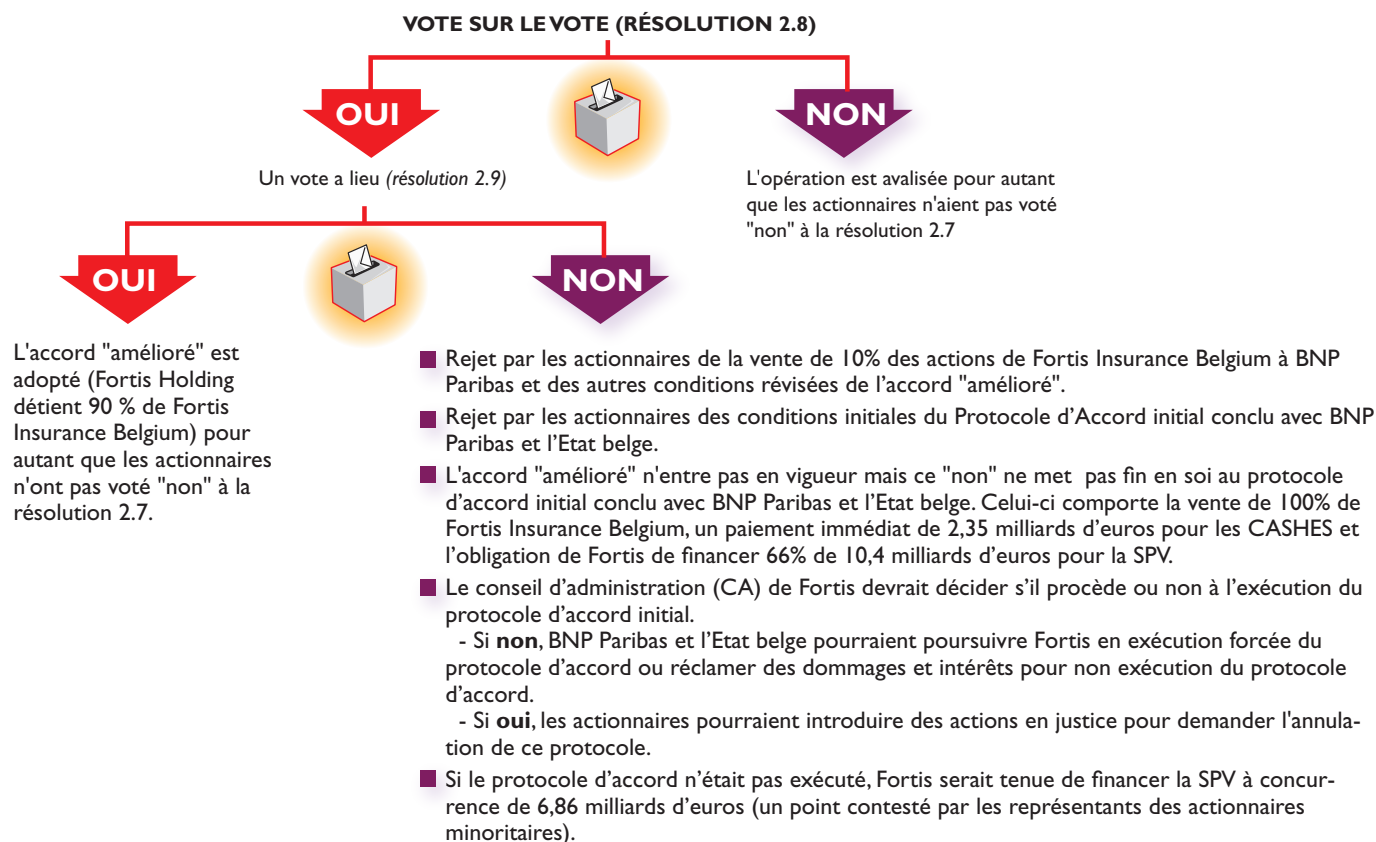 VOTE SUR LE VOTE (RÉSOLUTION 2.8)
OUI
NON
Un vote a lieu (résolution 2.9)
L'opération est avalisée pour autant
que les actionnaires n'aient pas voté
"non" à la résolution 2.7
OUI
NON
L'accord "amélioré" est
adopté (Fortis Holding
détient 90 % de Fortis
Insurance Belgium) pour
autant que les actionnaires
n'ont pas voté "non" à la
résolution 2.7.
Rejet par les actionnaires de la vente de 10% des actions de Fortis Insurance Belgium à BNP
Paribas et des autres conditions révisées de l’accord "amélioré".
Rejet par les actionnaires des conditions initiales du Protocole d’Accord initial conclu avec BNP
Paribas et l’Etat belge.
L'accord "amélioré" n'entre pas en vigueur mais ce "non" ne met pas fin en soi au protocole
d’accord initial conclu avec BNP Paribas et l’Etat belge. Celui-ci comporte la vente de 100% de
Fortis Insurance Belgium, un paiement immédiat de 2,35 milliards d’euros pour les CASHES et
l’obligation de Fortis de financer 66% de 10,4 milliards d’euros pour la SPV.
Le conseil d’administration (CA) de Fortis devrait décider s’il procède ou non à l’exécution du
protocole d’accord initial.
- Si non, BNP Paribas et l’Etat belge pourraient poursuivre Fortis en exécution forcée du
protocole d’accord ou réclamer des dommages et intérêts pour non exécution du protocole
d’accord.
- Si oui, les actionnaires pourraient introduire des actions en justice pour demander l'annula-
tion de ce protocole.
Si le protocole d’accord n’était pas exécuté, Fortis serait tenue de financer la SPV à concur-
rence de 6,86 milliards d’euros (un point contesté par les représentants des actionnaires
minoritaires).